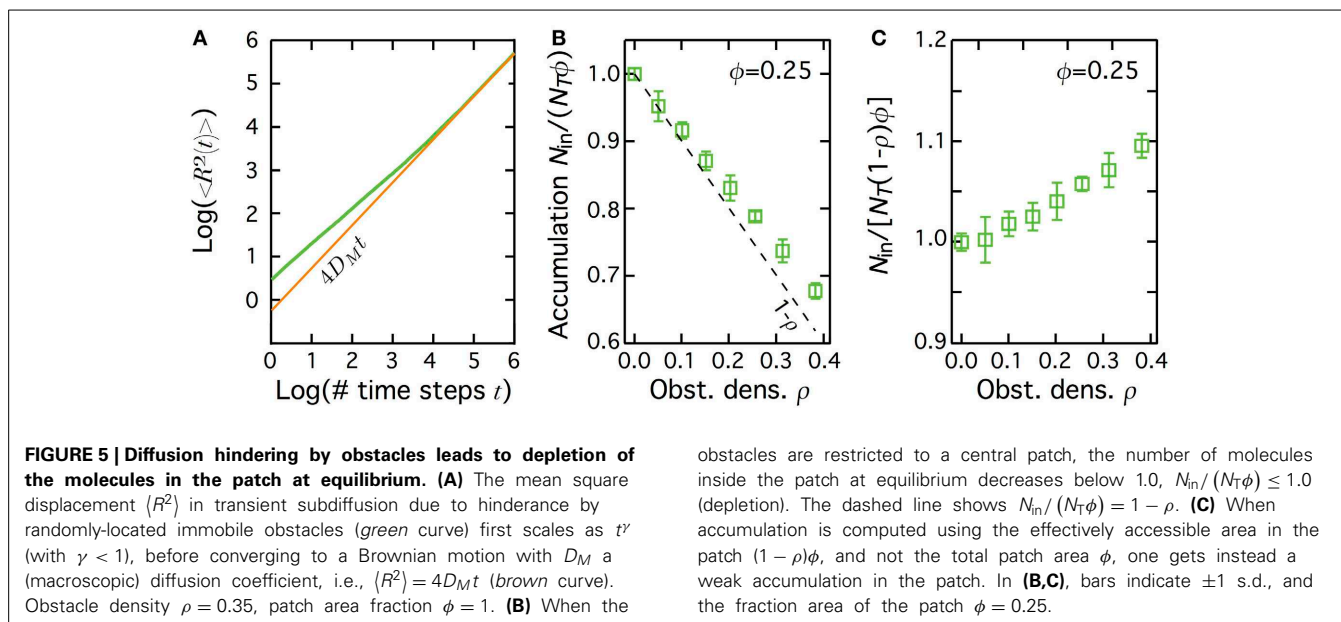 A
6
5
4
3
2
1
0
Log(<R²(t)>)
4D_M t
0 1 2 3 4 5 6
Log(# time steps t)
B
ϕ=0.25
1.0
0.9
0.8
0.7
0.6
Accumulation N_in/(N_Tϕ)
1-ρ
0.0 0.1 0.2 0.3 0.4
Obst. dens. ρ
C
ϕ=0.25
1.2
1.1
1.0
0.9
N_in/[N_T(1-ρ)ϕ]
0.0 0.1 0.2 0.3 0.4
Obst. dens. ρ
FIGURE 5 | Diffusion hindering by obstacles leads to depletion of
the molecules in the patch at equilibrium. (A) The mean square
displacement ⟨R²⟩ in transient subdiffusion due to hinderance by
randomly-located immobile obstacles (green curve) first scales as t^γ
(with γ < 1), before converging to a Brownian motion with D_M a
(macroscopic) diffusion coefficient, i.e., ⟨R²⟩ = 4D_M t (brown curve).
Obstacle density ρ = 0.35, patch area fraction ϕ = 1. (B) When the
obstacles are restricted to a central patch, the number of molecules
inside the patch at equilibrium decreases below 1.0, N_in/(N_Tϕ) ≤ 1.0
(depletion). The dashed line shows N_in/(N_Tϕ) = 1 − ρ. (C) When
accumulation is computed using the effectively accessible area in the
patch (1 − ρ)ϕ, and not the total patch area ϕ, one gets instead a
weak accumulation in the patch. In (B,C), bars indicate ±1 s.d., and
the fraction area of the patch ϕ = 0.25.